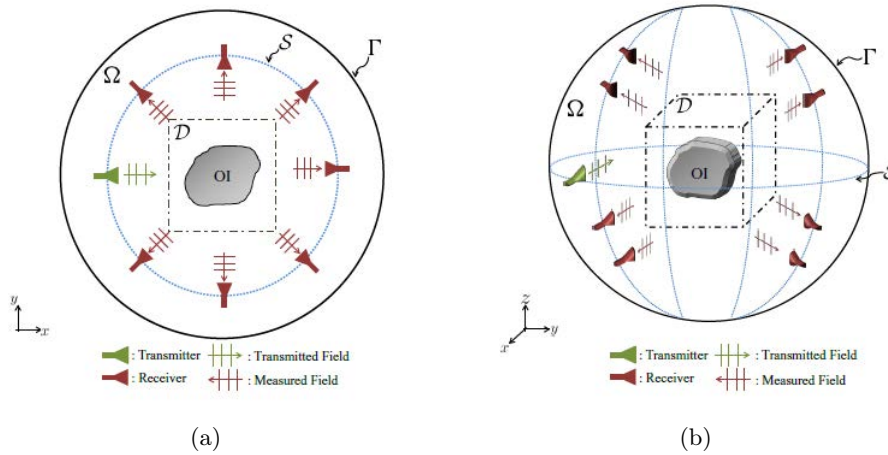 S
Γ
Ω
D
OI
y
x
: Transmitter
: Transmitted Field
: Receiver
: Measured Field
(a)
Γ
D
Ω
OI
z
y
x
: Transmitter
: Transmitted Field
: Receiver
: Measured Field
(b)